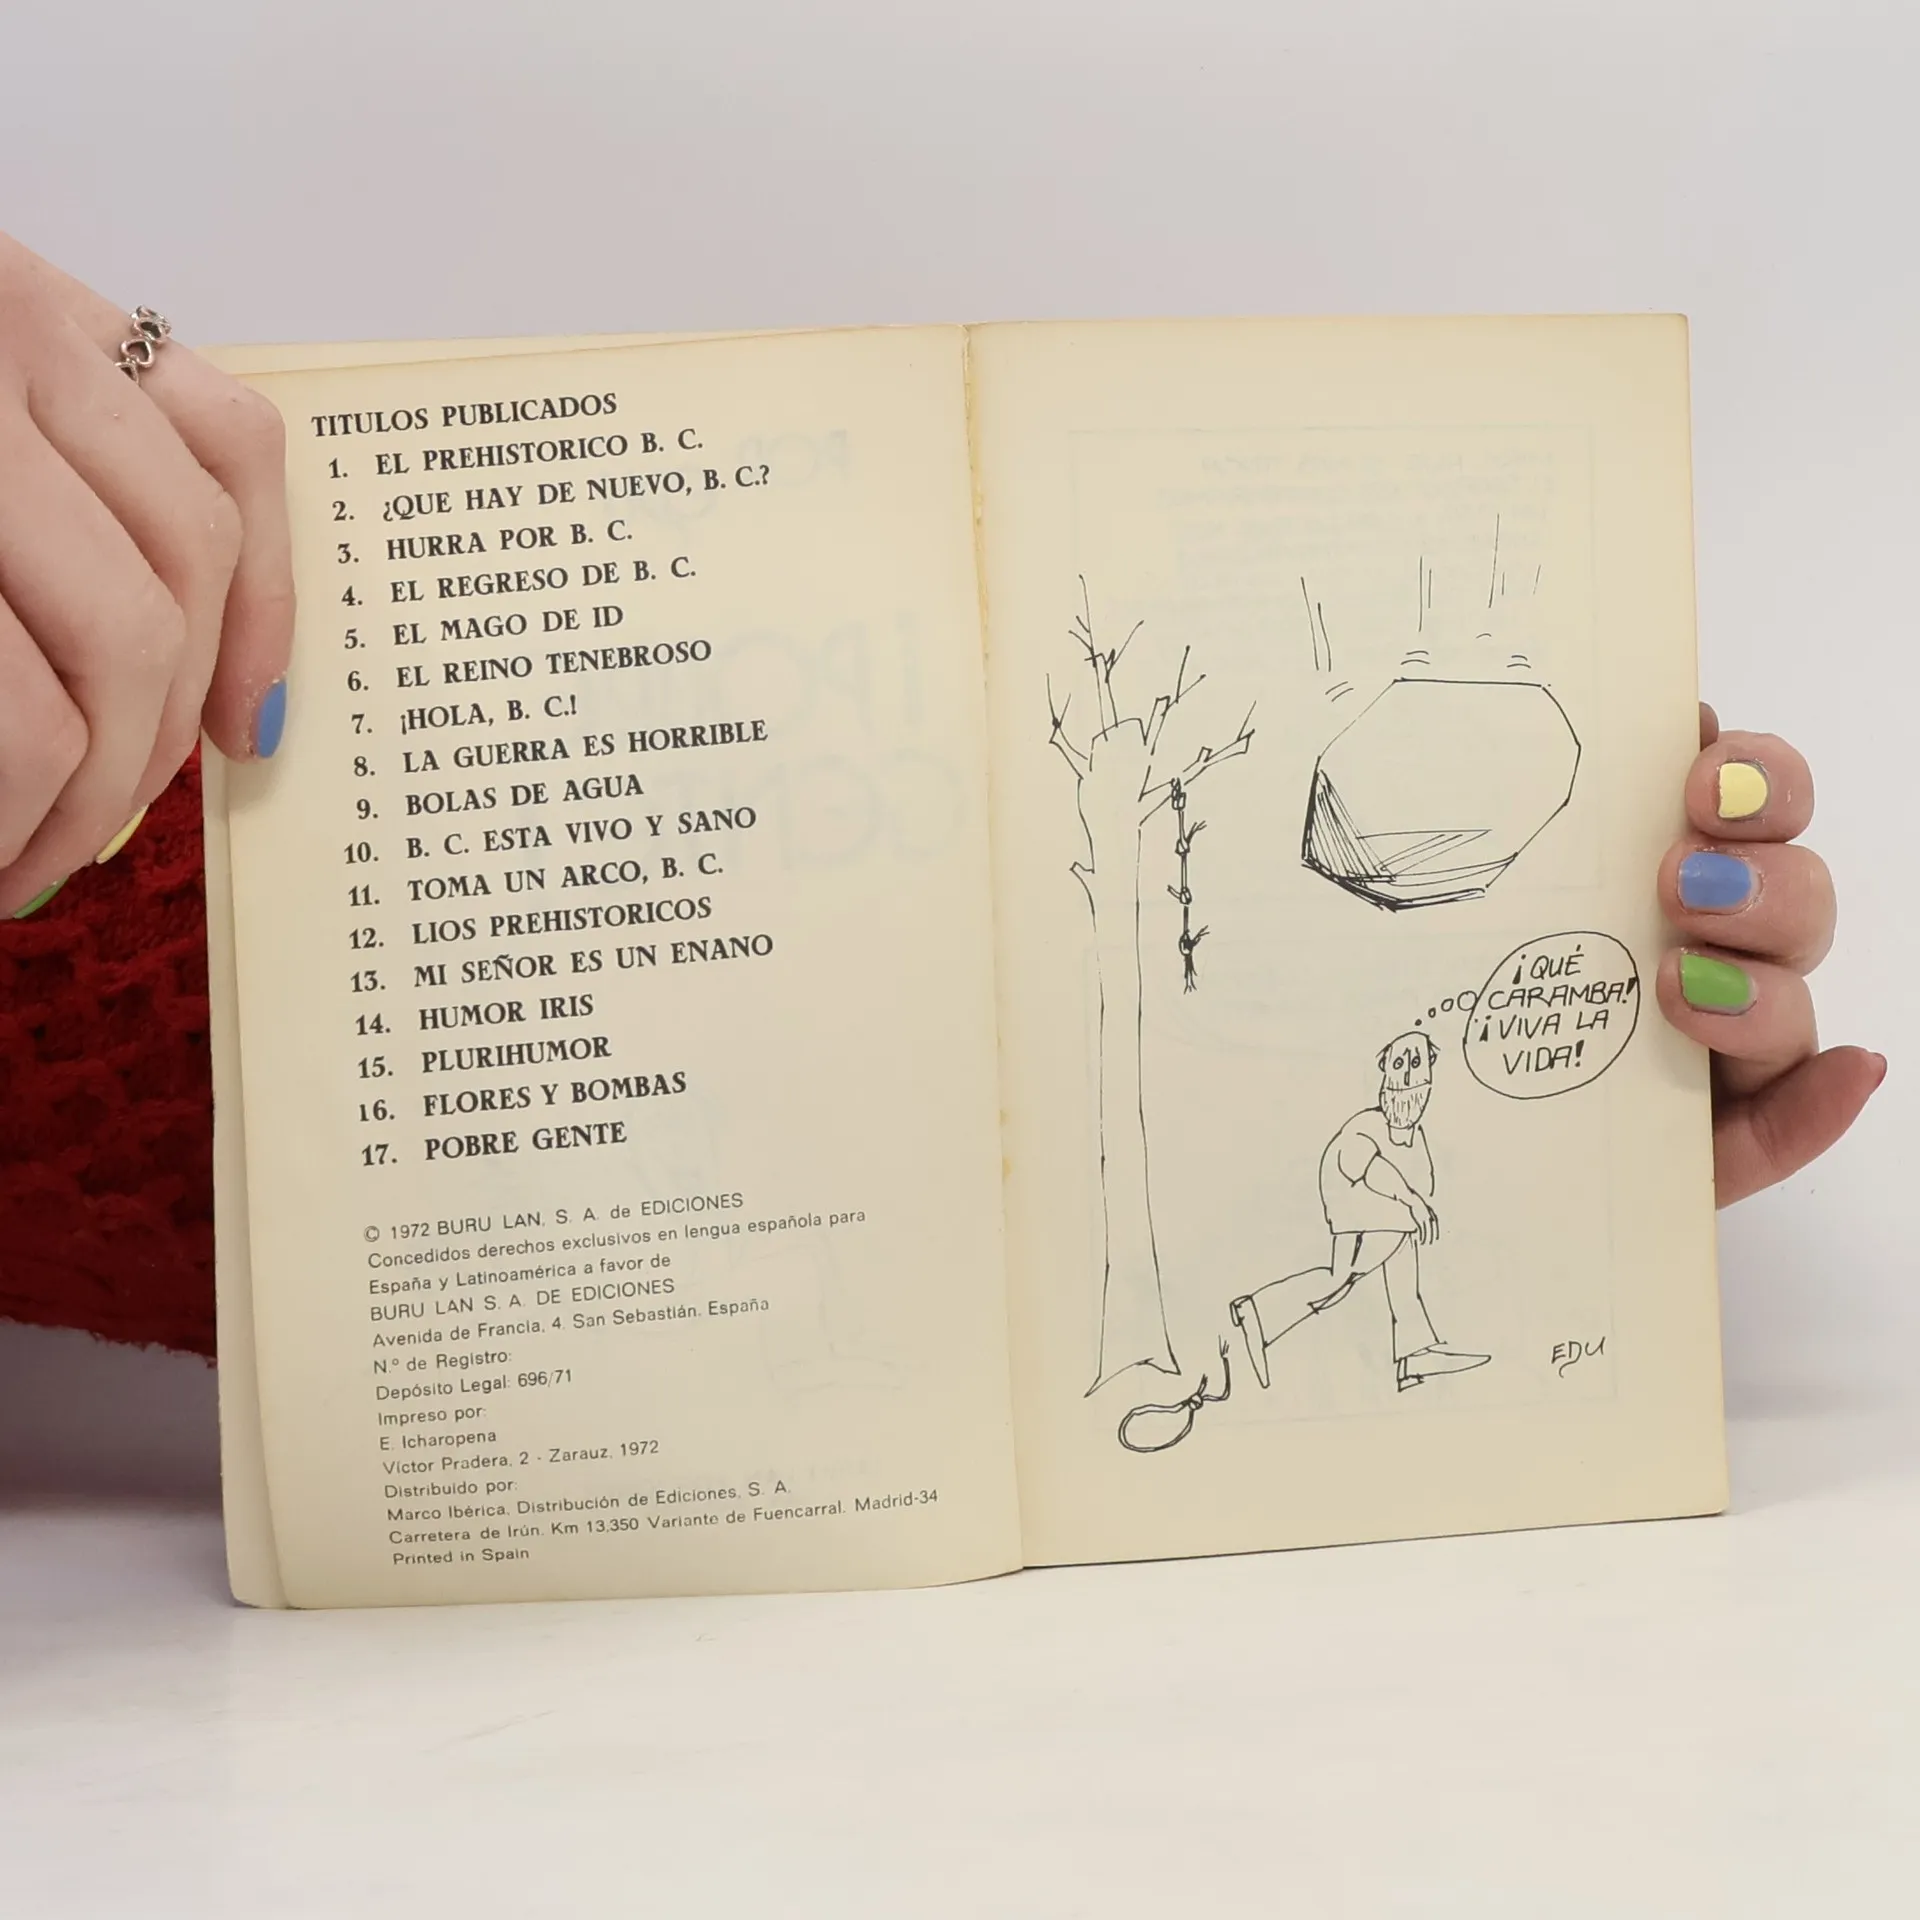 TITULOS PUBLICADOS
1. EL PREHISTORICO B. C.
2. ¿QUE HAY DE NUEVO, B. C.?
3. HURRA POR B. C.
4. EL REGRESO DE B. C.
5. EL MAGO DE ID
6. EL REINO TENEBROSO
7. ¡HOLA, B. C.!
8. LA GUERRA ES HORRIBLE
9. BOLAS DE AGUA
10. B. C. ESTA VIVO Y SANO
11. TOMA UN ARCO, B. C.
12. LIOS PREHISTORICOS
13. MI SEÑOR ES UN ENANO
14. HUMOR IRIS
15. PLURIHUMOR
16. FLORES Y BOMBAS
17. POBRE GENTE
© 1972 BURU LAN, S. A. de EDICIONES
Concedidos derechos exclusivos en lengua española para
España y Latinoamérica a favor de
BURU LAN S. A. DE EDICIONES
Avenida de Francia, 4. San Sebastián. España
N.º de Registro:
Depósito Legal: 696/71
Impreso por:
E. Icharopena
Víctor Pradera, 2 - Zarauz, 1972
Distribuido por:
Marco Ibérica, Distribución de Ediciones, S. A.
Carretera de Irún. Km 13,350 Variante de Fuencarral. Madrid-34
Printed in Spain
¡QUÉ
CARAMBA!
¡VIVA LA
VIDA!
EDU